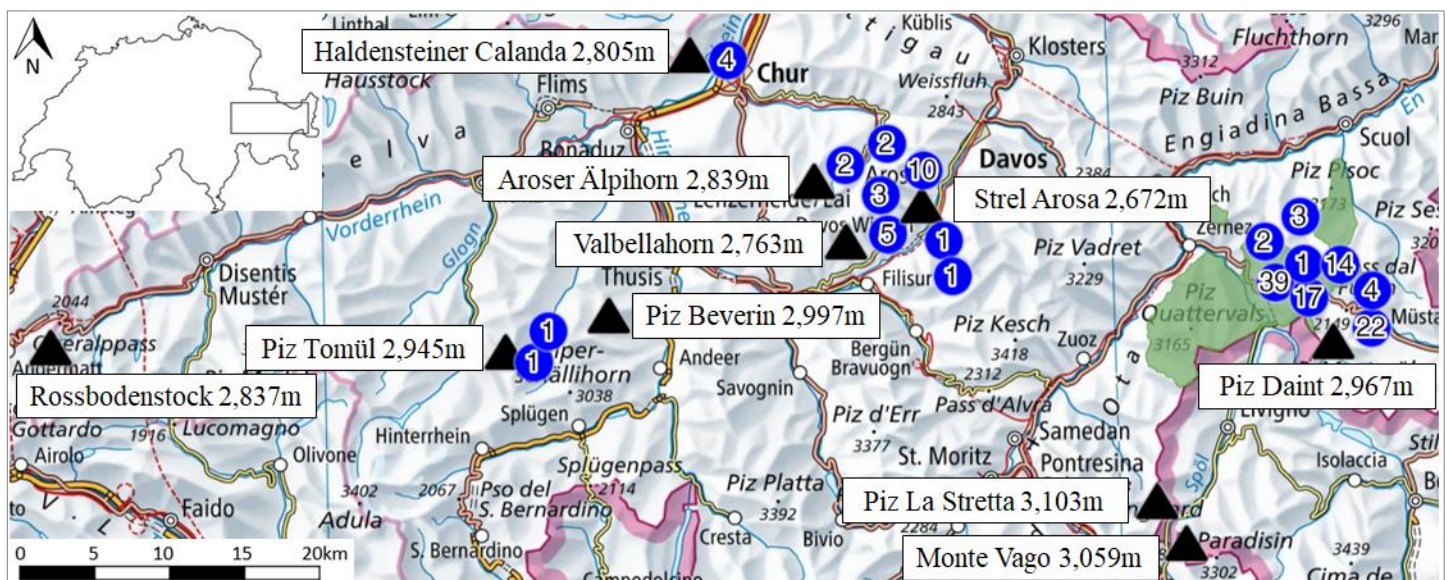 N
Linthal
Hausstock
Haldensteiner Calanda 2,805m
4
Chur
Flims
Bonaduz
Küblis
Klosters
Weissfluh
2843
Davos
2384
Fluchthorn
3312
3296
Piz Buin
Engiadina Bassa
En
Scuol
Piz Pisoc
Zernez
Vorderrhein
Glogn
Disentis
Mustér
2044
Aroser Älpihorn 2,839m
2
2
10
3
5
1
1
Strel Arosa 2,672m
Valbellahorn 2,763m
Filisur
Piz Vadret
3229
3
2
1
14
39
17
4
22
2149
Piz
Quattervals
3165
Thusis
Piz Beverin 2,997m
Piz Tomül 2,945m
1
1
3038
Andeer
Savognin
Bergün
Bravuogn
Piz Kesch
3418
Zuoz
2312
Pass d'Alvra
Piz Daint 2,967m
Livigno
Rossbodenstock 2,837m
Gottardo
1916
Lucomagno
Airolo
Olivone
Faido
Hinterrhein
Splügen
Splügenpass
2114
3402
Adula
2067
Pso del
S. Bernardino
S. Bernardino
Piz d'Err
3377
Piz Platta
3392
Cresta
Bivio
2284
St. Moritz
Samedan
Pontresina
Spöl
Isolaccia
Piz La Stretta 3,103m
Monte Vago 3,059m
Paradisin
3302
3439
Cima de
0 5 10 15 20km